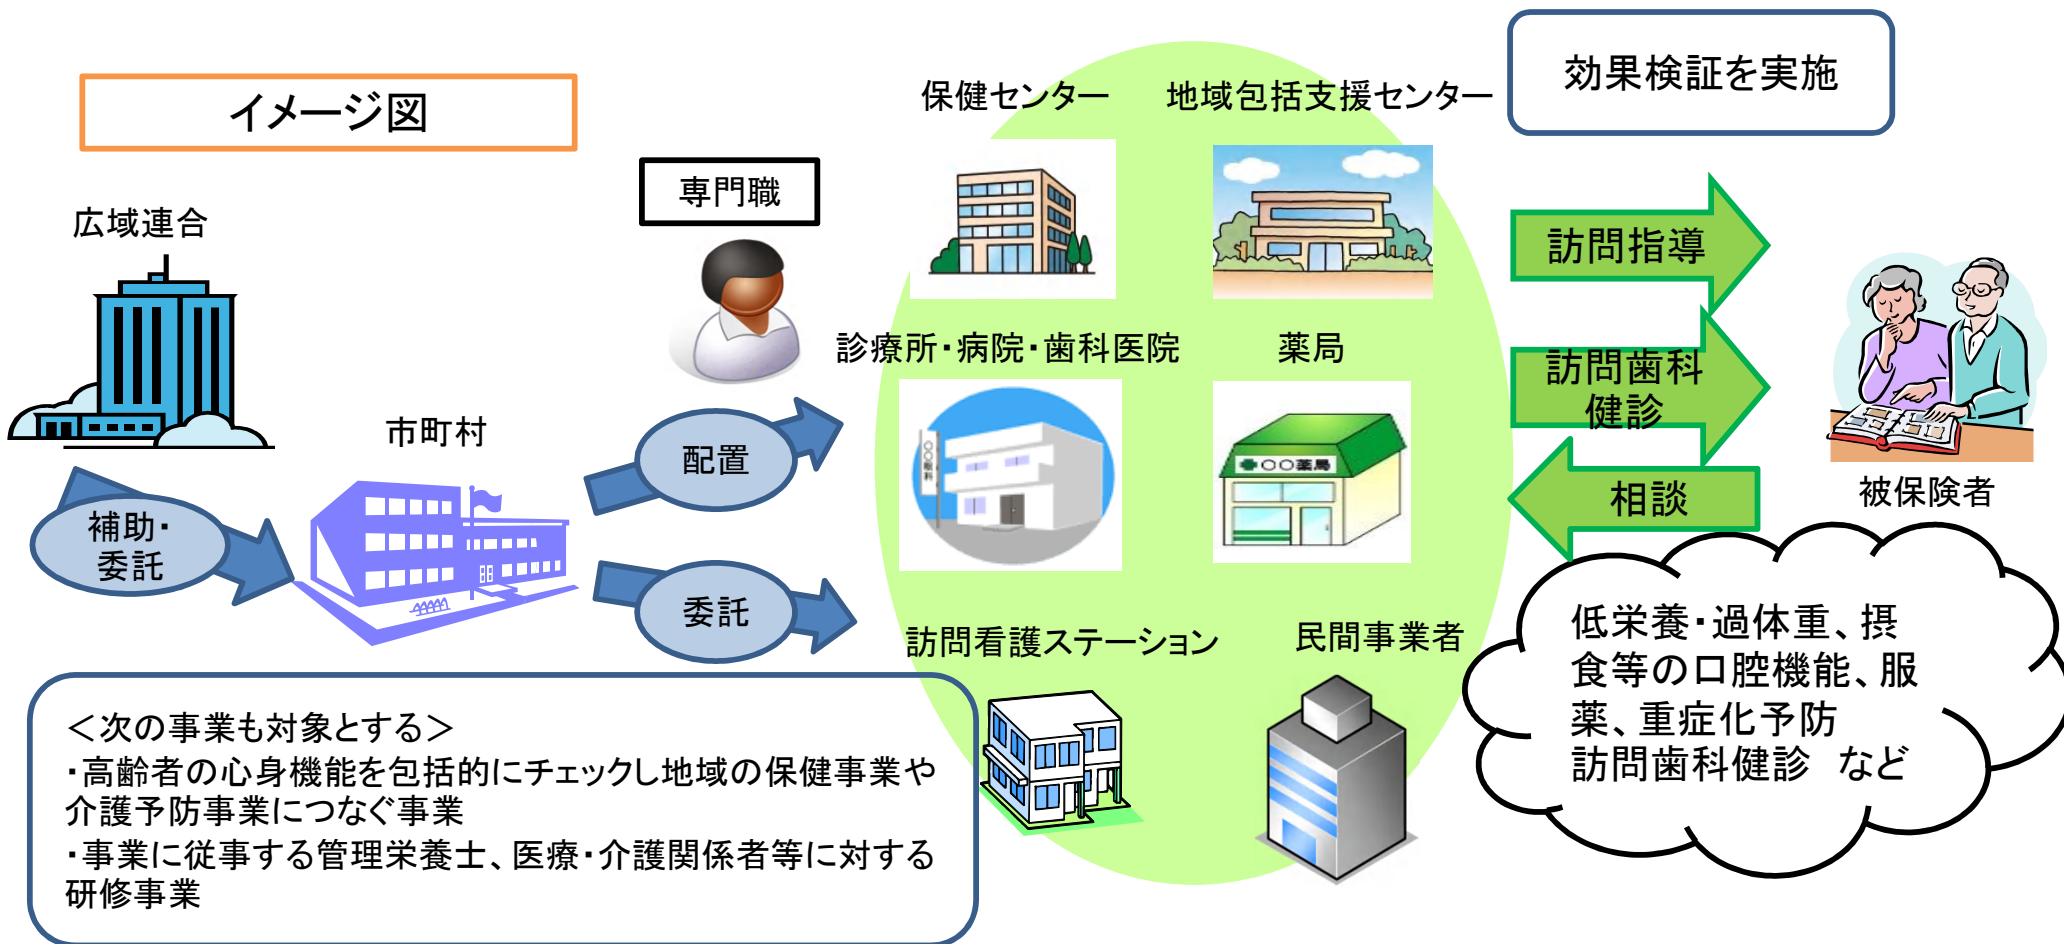 イメージ図
効果検証を実施
保健センター
地域包括支援センター
専門職
広域連合
訪問指導
診療所・病院・歯科医院
薬局
訪問歯科
健診
市町村
配置
〇〇薬局
相談
被保険者
補助・
委託
委託
訪問看護ステーション
民間事業者
低栄養・過体重、摂
食等の口腔機能、服
薬、重症化予防
訪問歯科健診　など
＜次の事業も対象とする＞
・高齢者の心身機能を包括的にチェックし地域の保健事業や
介護予防事業につなぐ事業
・事業に従事する管理栄養士、医療・介護関係者等に対する
研修事業